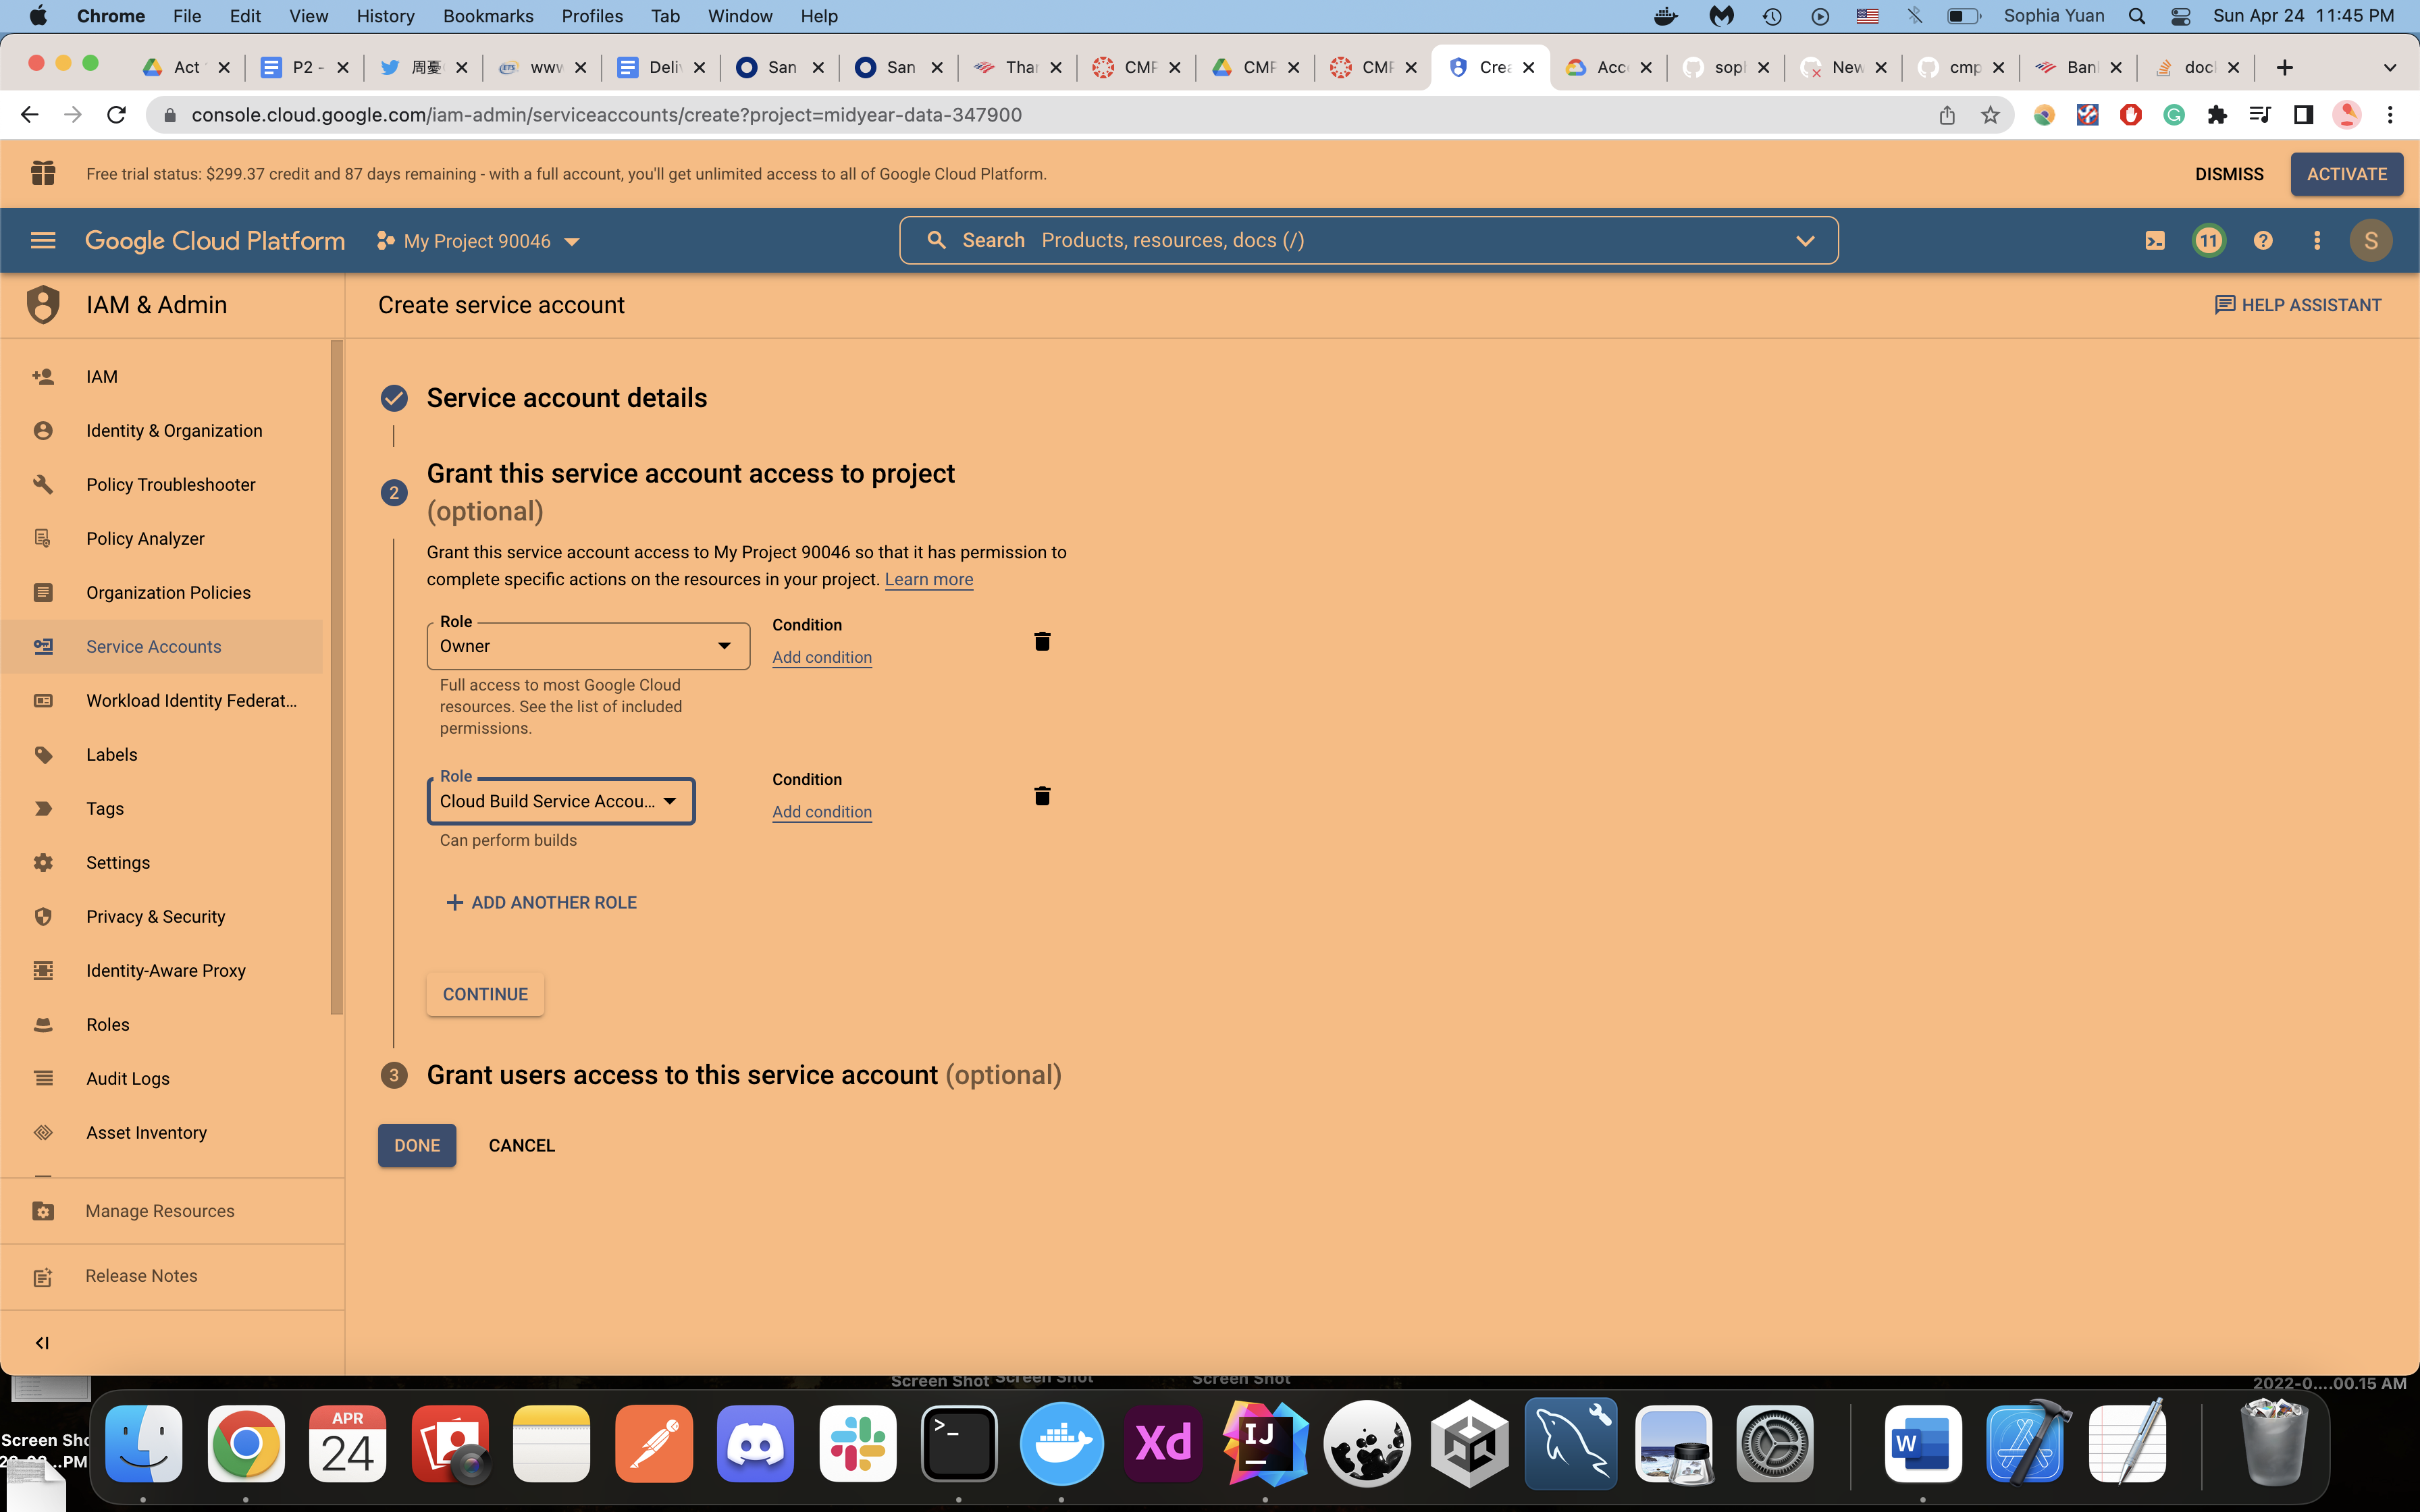 Chrome File Edit View History Bookmarks Profiles Tab Window Help Sophia Yuan Sun Apr 24 11:45 PM
Act P2 - 周憂 www Deliv San San Than CMP CMP CMP Crea Acc sopl New cmp Ban doc
console.cloud.google.com/iam-admin/serviceaccounts/create?project=midyear-data-347900
Free trial status: $299.37 credit and 87 days remaining - with a full account, you'll get unlimited access to all of Google Cloud Platform. DISMISS ACTIVATE
Google Cloud Platform My Project 90046 Search Products, resources, docs (/) 11 S
IAM & Admin
Create service account
HELP ASSISTANT
IAM
Identity & Organization
Policy Troubleshooter
Policy Analyzer
Organization Policies
Service Accounts
Workload Identity Federat...
Labels
Tags
Settings
Privacy & Security
Identity-Aware Proxy
Roles
Audit Logs
Asset Inventory
Manage Resources
Release Notes
Service account details
2 Grant this service account access to project
(optional)
Grant this service account access to My Project 90046 so that it has permission to
complete specific actions on the resources in your project. Learn more
Role
Owner
Condition
Add condition
Full access to most Google Cloud
resources. See the list of included
permissions.
Role
Cloud Build Service Accou...
Condition
Add condition
Can perform builds
ADD ANOTHER ROLE
CONTINUE
3 Grant users access to this service account (optional)
DONE CANCEL
Screen Shot Screen Shot Screen Shot
2022-0....00.15 AM
Screen Sho
PM
APR
24
>_
Xd
IJ
W